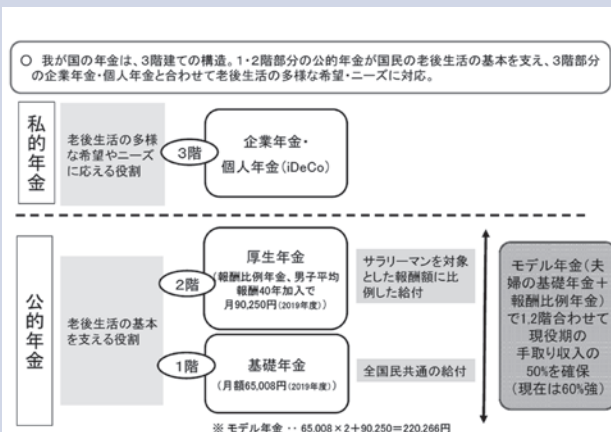 ○ 我が国の年金は、3階建ての構造。1・2階部分の公的年金が国民の老後生活の基本を支え、3階部分
の企業年金・個人年金と合わせて老後生活の多様な希望・ニーズに対応。
私的年金
老後生活の多様
な希望やニーズ
に応える役割
3階
企業年金・
個人年金(iDeCo)
公的年金
老後生活の基本
を支える役割
2階
厚生年金
(報酬比例年金、男子平均
報酬40年加入で
月90,250円(2019年度))
サラリーマンを対象
とした報酬額に比
例した給付
1階
基礎年金
(月額65,008円(2019年度))
全国民共通の給付
モデル年金(夫
婦の基礎年金+
報酬比例年金)
で1.2階合わせて
現役期の
手取り収入の
50%を確保
(現在は60%強)
※ モデル年金 ・・ 65,008×2+90,250=220,266円